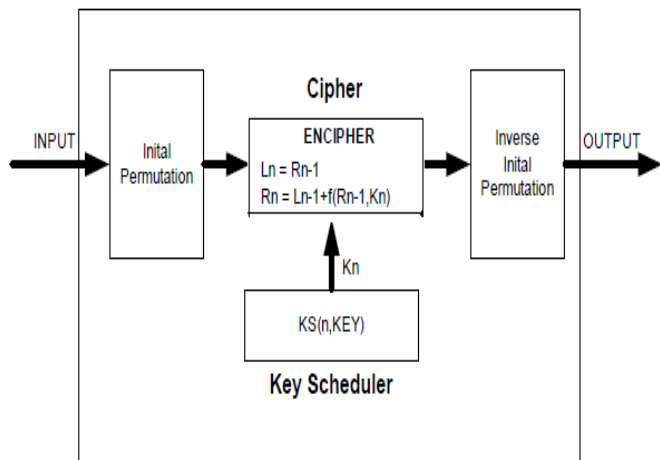 Cipher
INPUT
Inital
Permutation
ENCIPHER
Ln = Rn-1
Rn = Ln-1+f(Rn-1,Kn)
Inverse
Inital
Permutation
OUTPUT
Kn
KS(n,KEY)
Key Scheduler